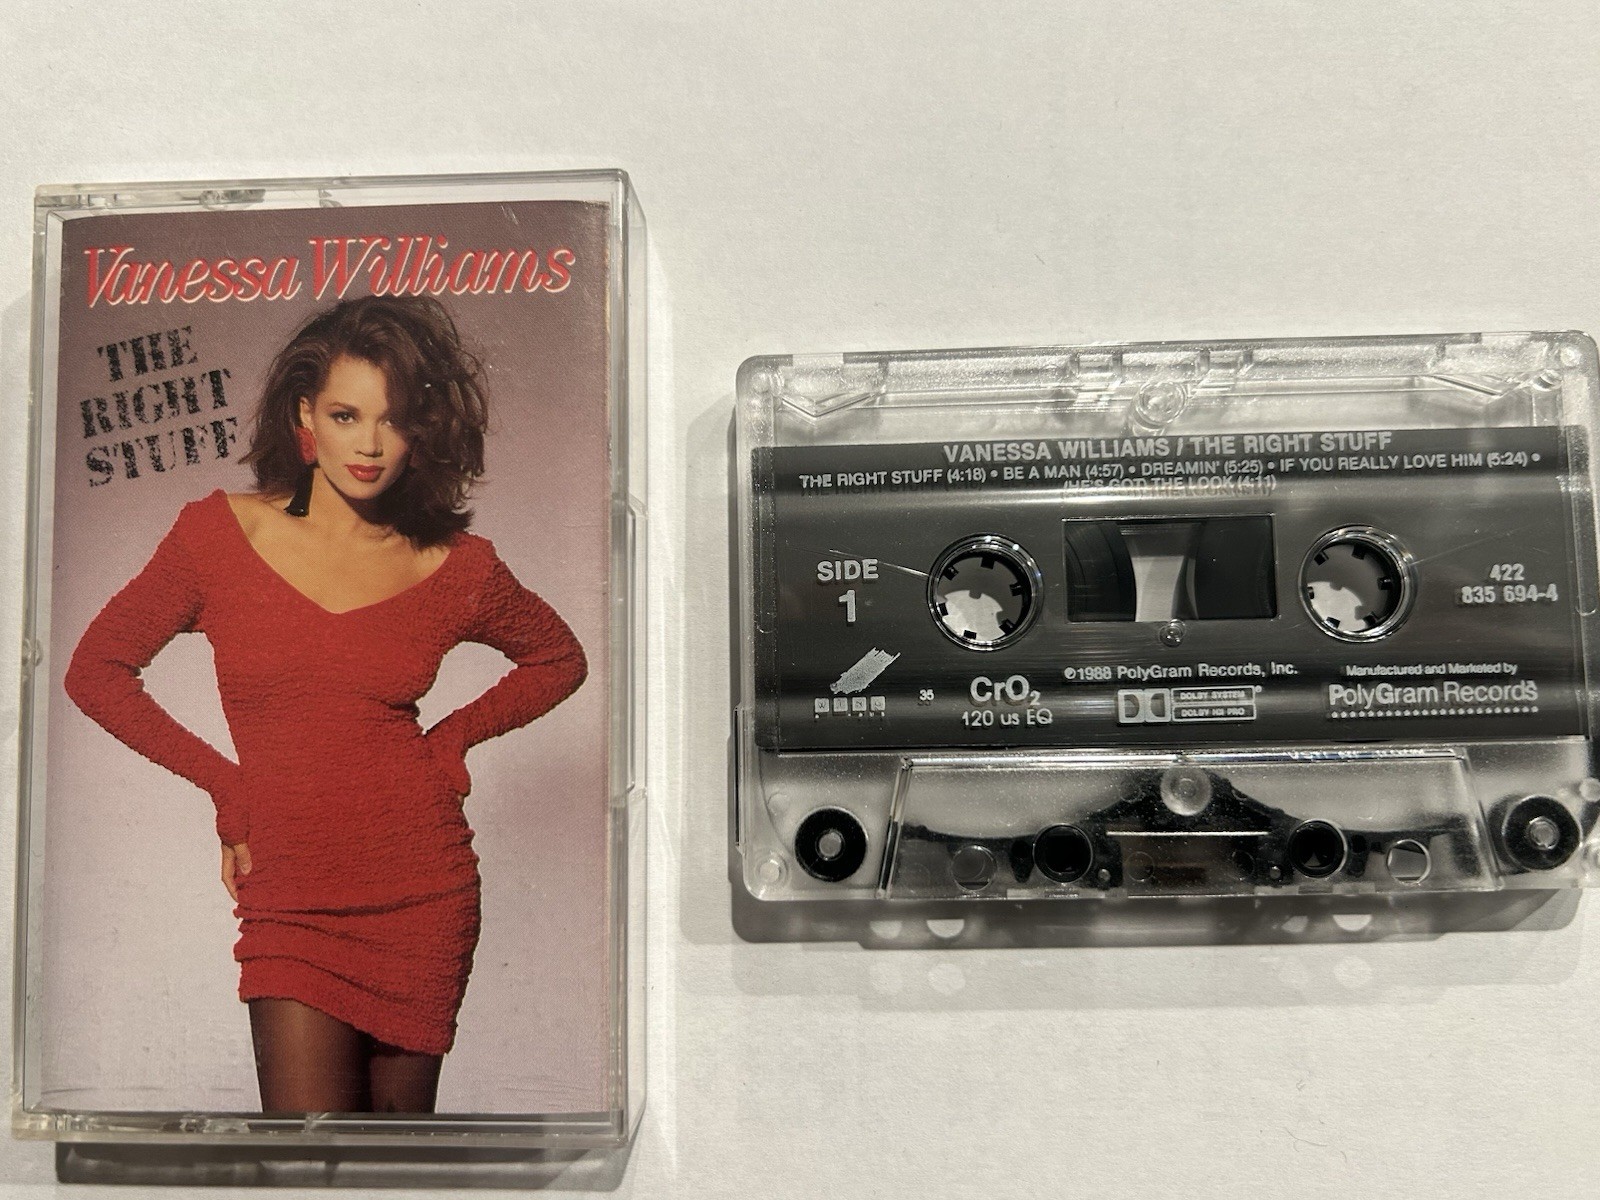 Vanessa Williams
THE
RIGHT
STUFF
VANESSA WILLIAMS / THE RIGHT STUFF
THE RIGHT STUFF (4:18) • BE A MAN (4:57) • DREAMIN' (5:25) • IF YOU REALLY LOVE HIM (5:24) •
(HE'S GOT) THE LOOK (4:11)
SIDE
1
422
835 694-4
WING
35
CrO2
120 us EQ
℗1988 PolyGram Records, Inc.
DOLBY SYSTEM
DOLBY HX PRO
Manufactured and Marketed by
PolyGram Records